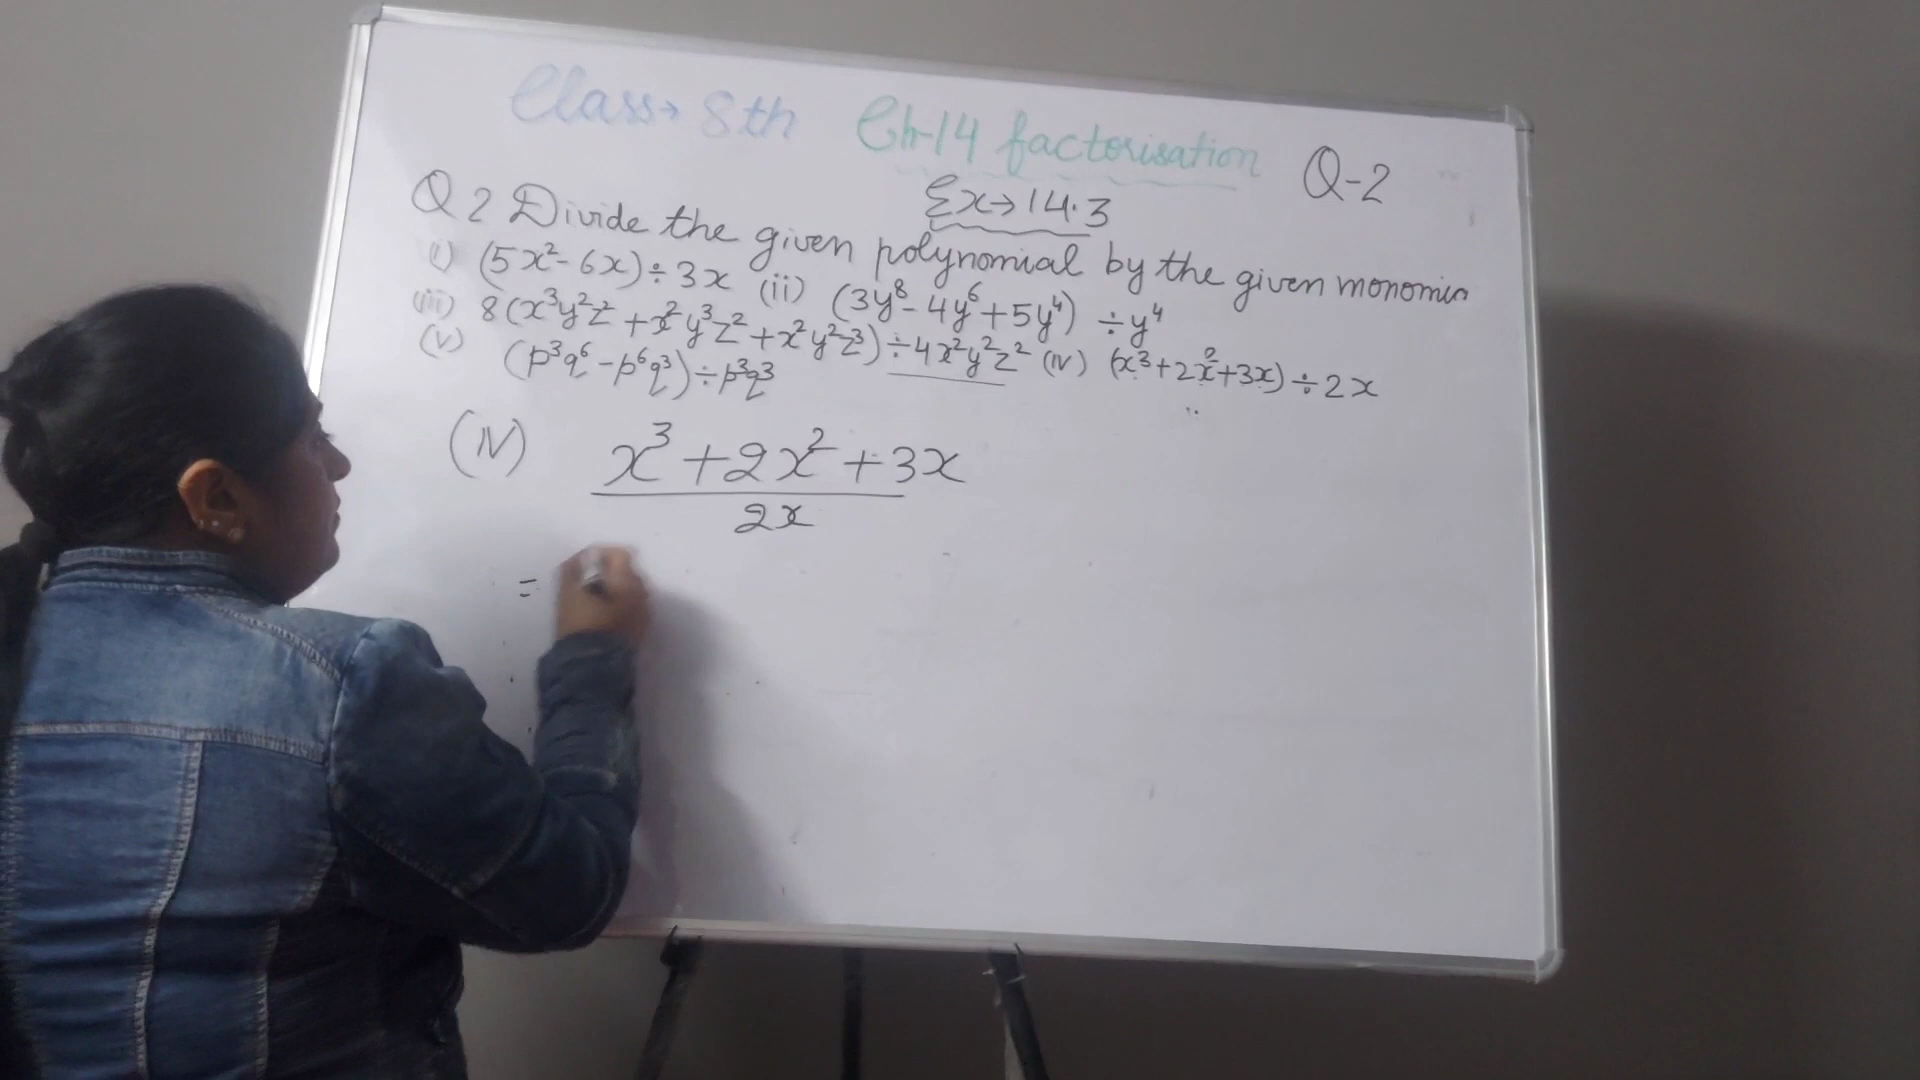 Class→ 8th Ch-14 factorisation Q-2
Ex→14.3
Q 2 Divide the given polynomial by the given monomia
(i) (5x²-6x)÷3x (ii) (3y⁸-4y⁶+5y⁴) ÷y⁴
(iii) 8(x³y²z²+x²y³z²+x²y²z³)÷4x²y²z² (iv) (x³+2x²+3x)÷2x
(v) (p³q⁶-p⁶q³)÷p³q³
(iv) x³+2x²+3x
2x
=